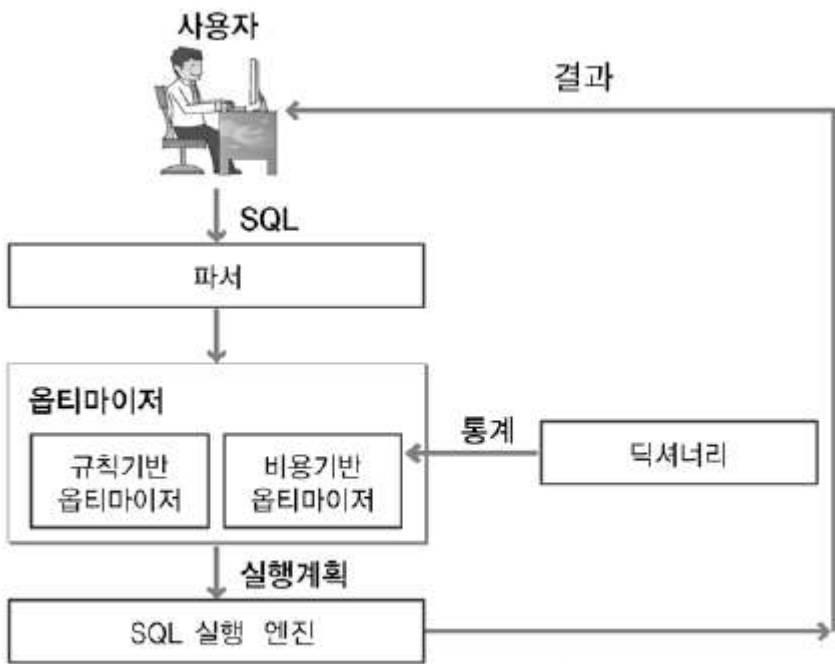 사용자
결과
SQL
파서
옵티마이저
규칙기반
옵티마이저
비용기반
옵티마이저
통계
딕셔너리
실행계획
SQL 실행 엔진